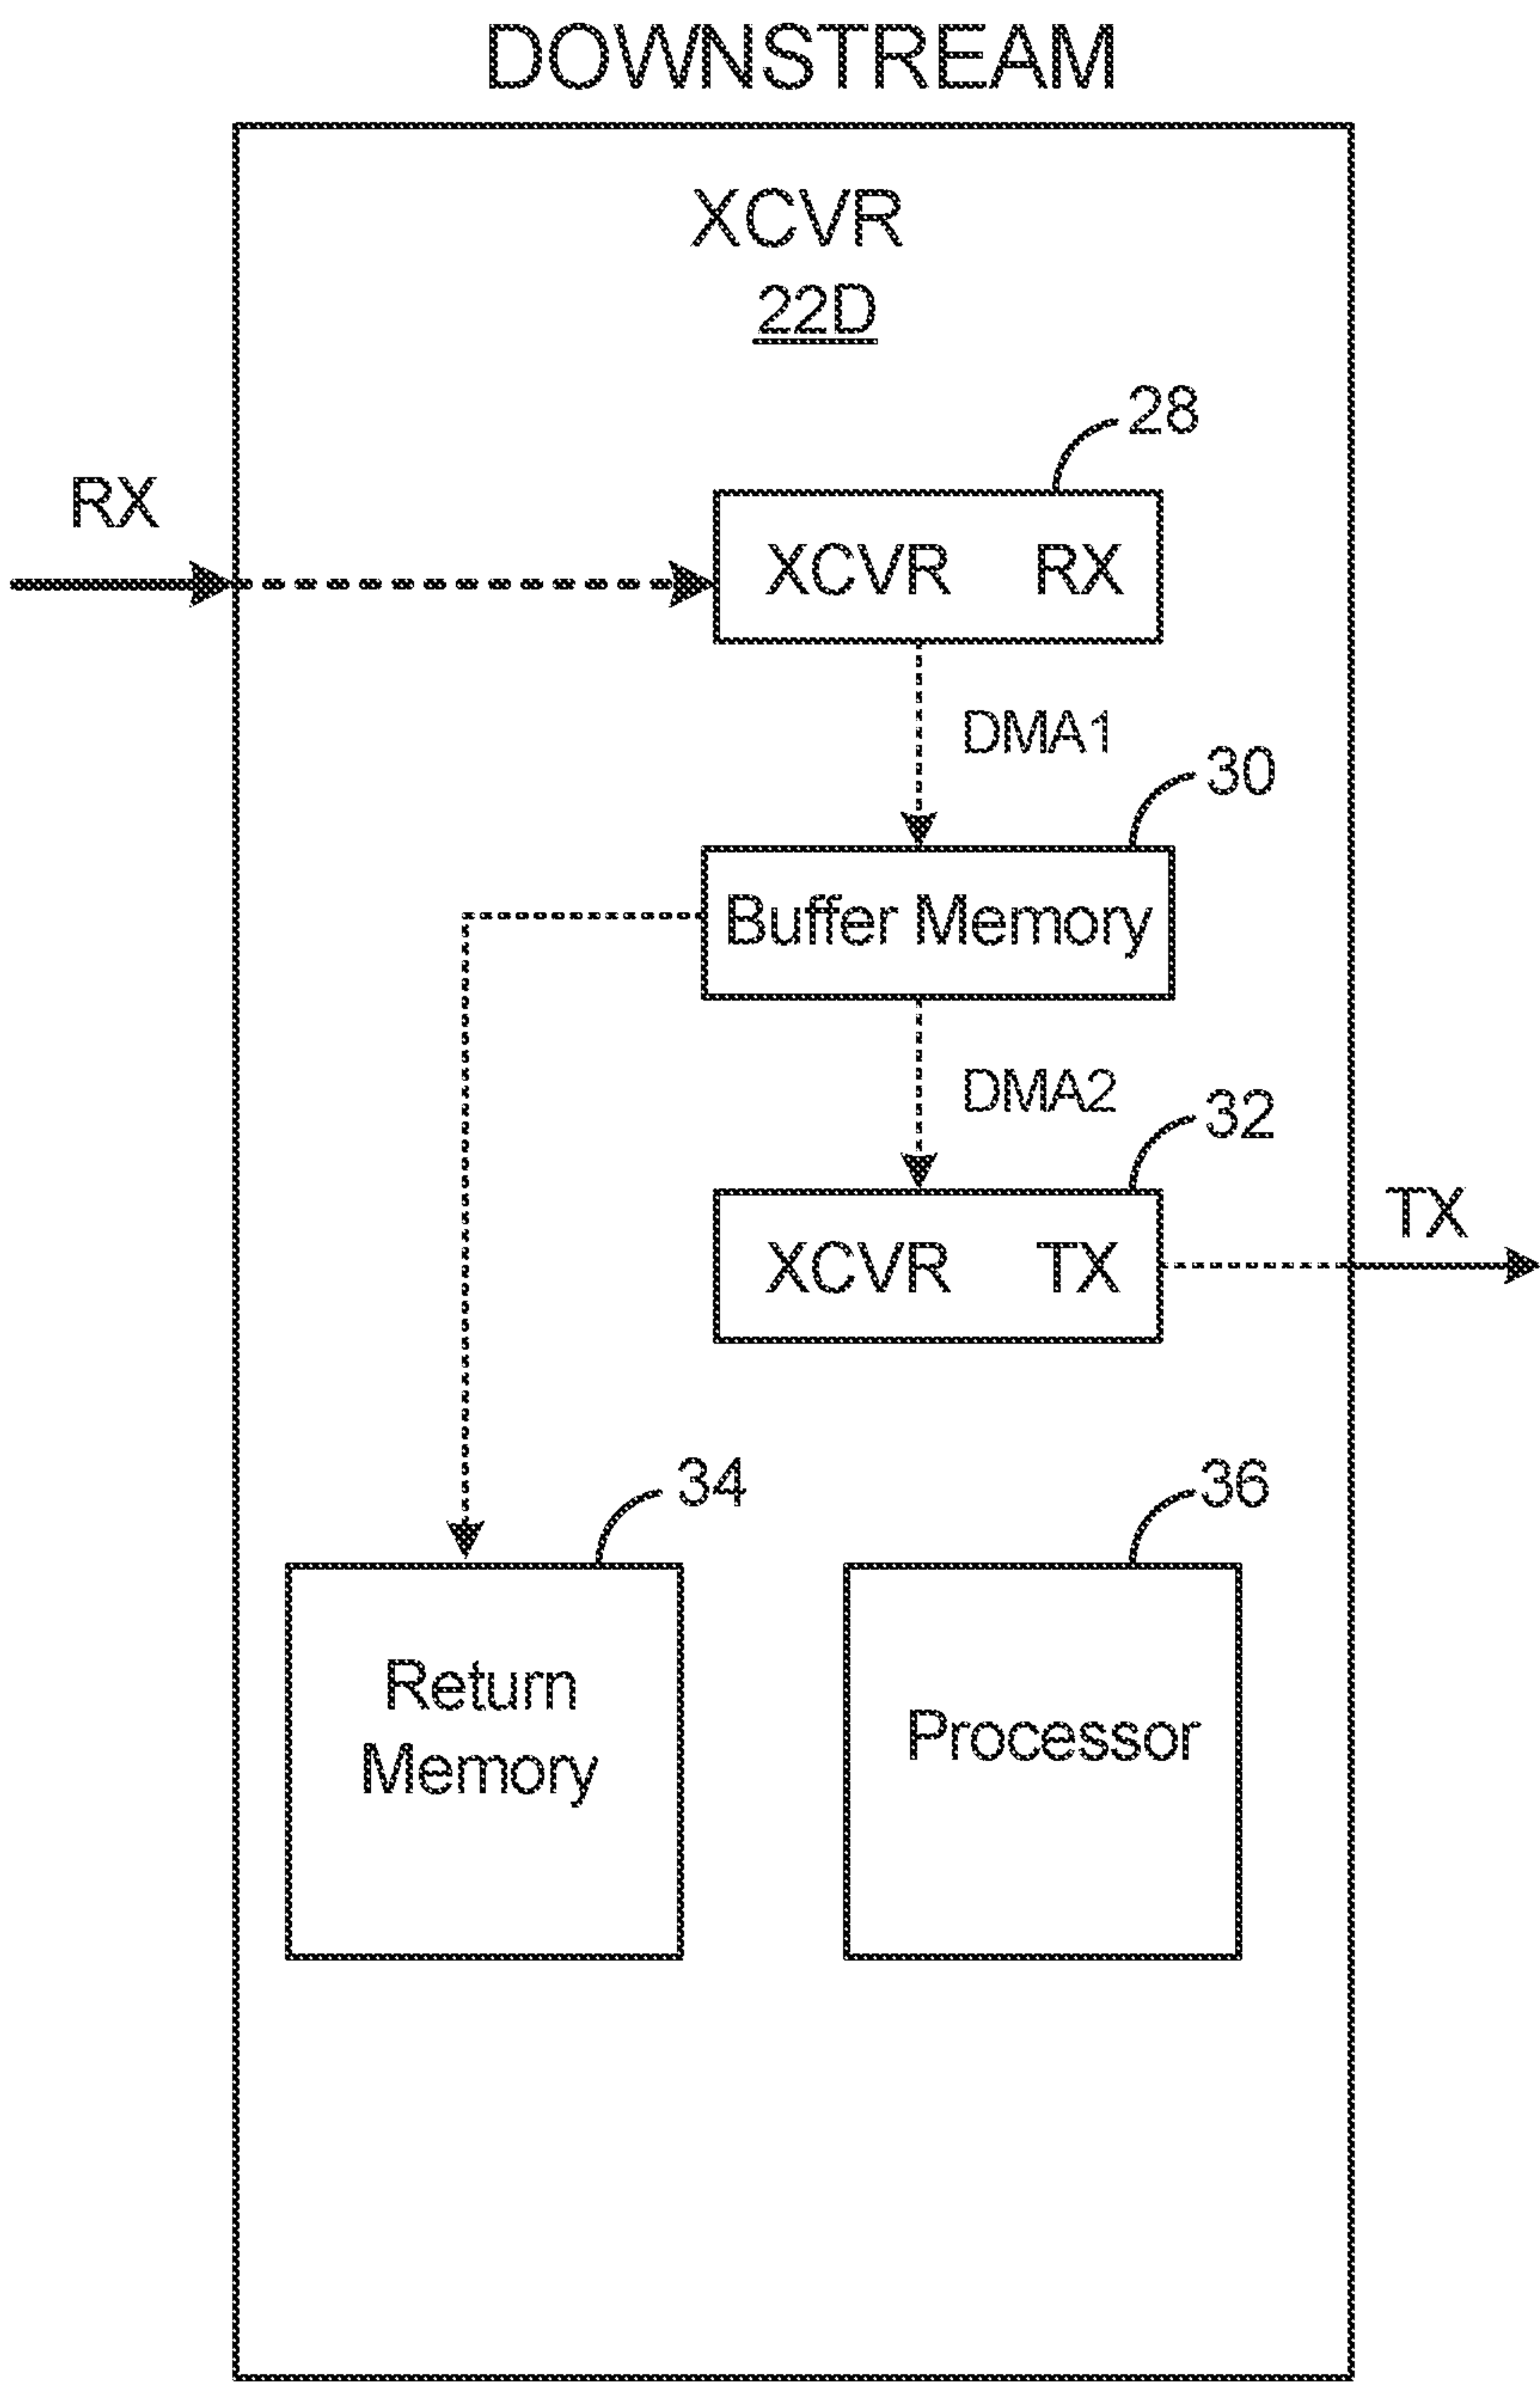 DOWNSTREAM
XCVR
22D
28
RX
XCVR RX
DMA1
30
Buffer Memory
DMA2
32
TX
XCVR TX
34
36
Return
Memory
Processor